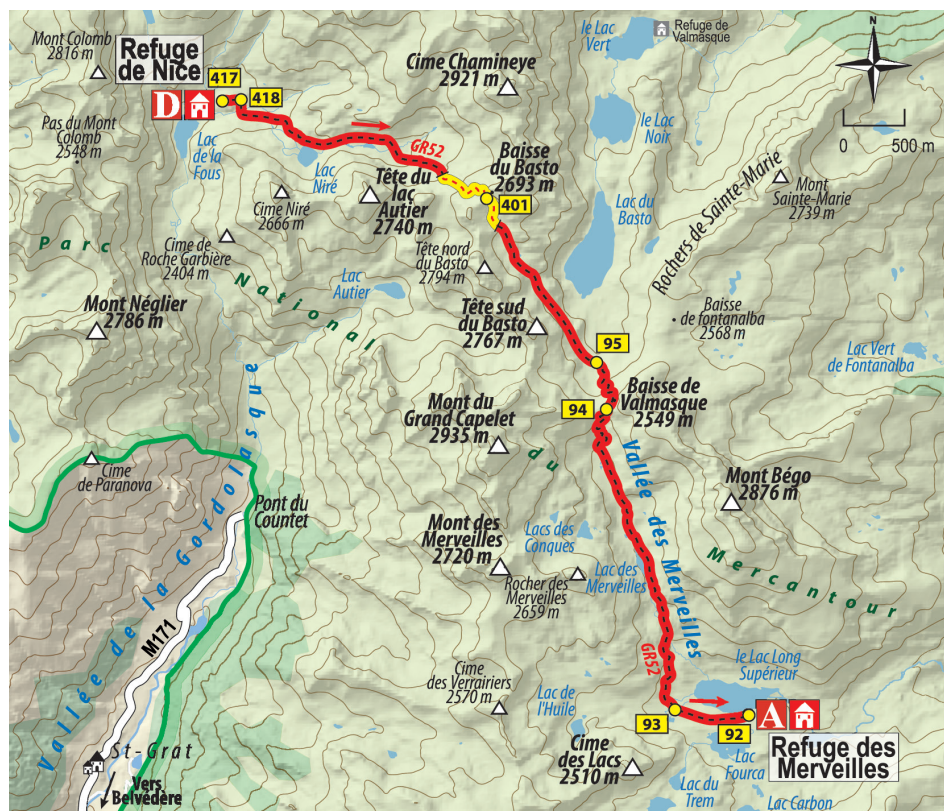 Mont Colomb
2816 m
Refuge
de Nice
417
418
D
Pas du Mont
Colomb
2548 m
Lac
de la
Fous
Lac
Niré
GR52
Cime Chamineye
2921 m
le Lac
Vert
Refuge de
Valmasque
N
0
500 m
le Lac
Noir
Baisse
du Basto
2693 m
401
Tête du
lac
Autier
2740 m
Cime Niré
2666 m
Cime de
Roche Garbière
2404 m
Tête nord
du Basto
2794 m
Lac du
Basto
Rochers de Sainte-Marie
Mont
Sainte-Marie
2739 m
Parc
National
du
Mercantour
Lac
Autier
Mont Néglier
2786 m
Tête sud
du Basto
2767 m
Baisse
de fontanalba
2568 m
Lac Vert
de Fontanalba
95
94
Baisse de
Valmasque
2549 m
Mont du
Grand Capelet
2935 m
Mont Bégo
2876 m
Vallée des Merveilles
Cime
de Paranova
Pont du
Countet
Vallée de la Gordolasque
M171
Mont des
Merveilles
2720 m
Lacs des
Conques
Rocher des
Merveilles
2659 m
Lac des
Merveilles
GR52
Cime
des Verrairiers
2570 m
Lac de
l'Huile
le Lac Long
Supérieur
93
92
A
Refuge des
Merveilles
Cime
des Lacs
2510 m
Lac
Fourca
Lac du
Trem
Lac Carbon
St-Grat
Vers
Belvédère